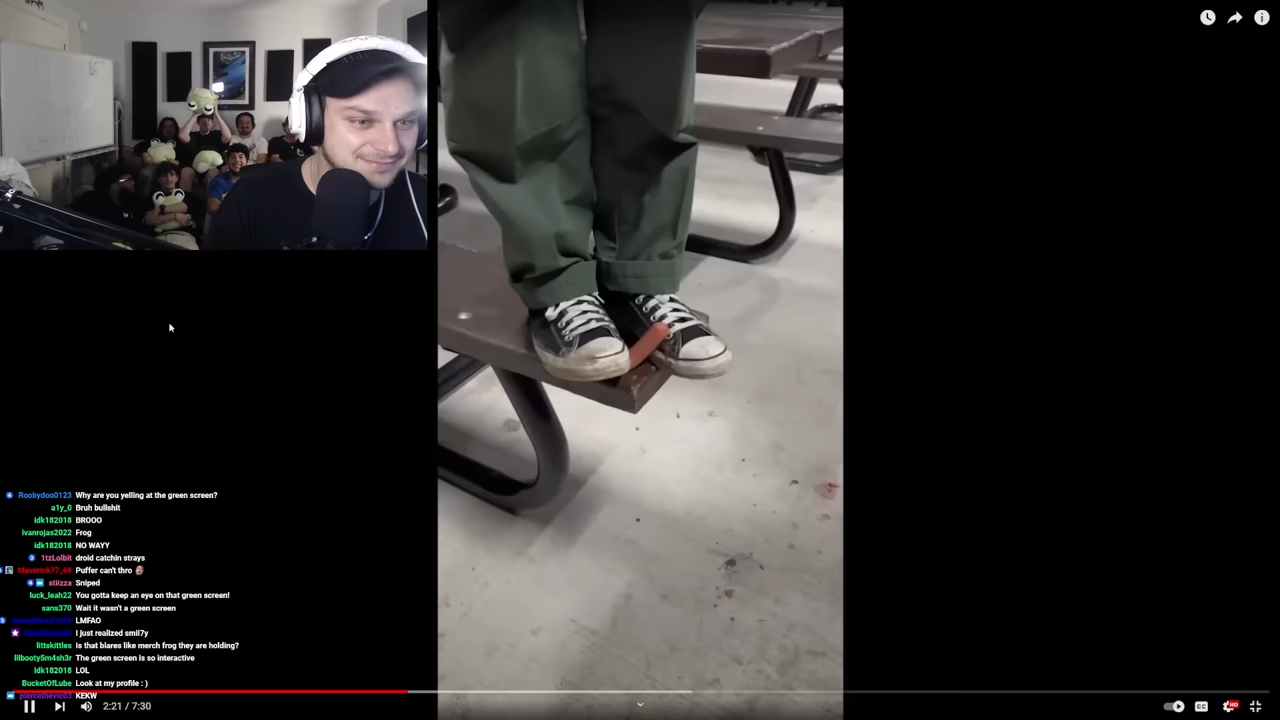 Roobydoo0123 Why are you yelling at the green screen?
a1y_0 Bruh bullshit
idk182018 BROOO
ivanrojas2022 Frog
idk182018 NO WAYY
1tzLolbit droid catchin strays
Maverick77_69 Puffer can't thro
stiizza Sniped
luck_leah22 You gotta keep an eye on that green screen!
sans370 Wait it wasn't a green screen
LMFAO
I just realized smii7y
littskittles Is that blares like merch frog they are holding?
lilbooty5m4sh3r The green screen is so interactive
idk182018 LOL
BucketOfLube Look at my profile : )
piercethevic03 KEKW
2:21 / 7:30
CC
HD